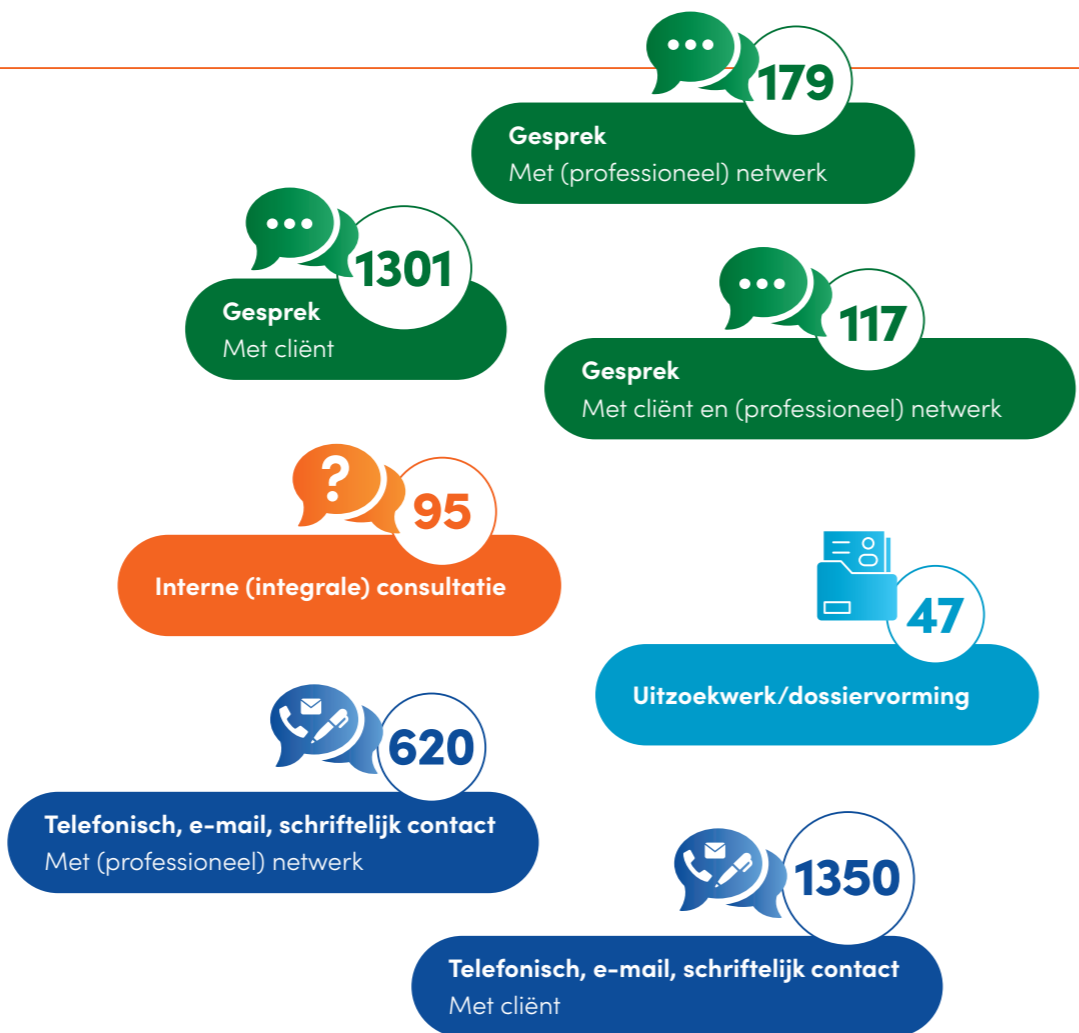 179
Gesprek
Met (professioneel) netwerk
1301
Gesprek
Met cliënt
117
Gesprek
Met cliënt en (professioneel) netwerk
?
95
Interne (integrale) consultatie
47
Uitzoekwerk/dossiervorming
620
Telefonisch, e-mail, schriftelijk contact
Met (professioneel) netwerk
1350
Telefonisch, e-mail, schriftelijk contact
Met cliënt